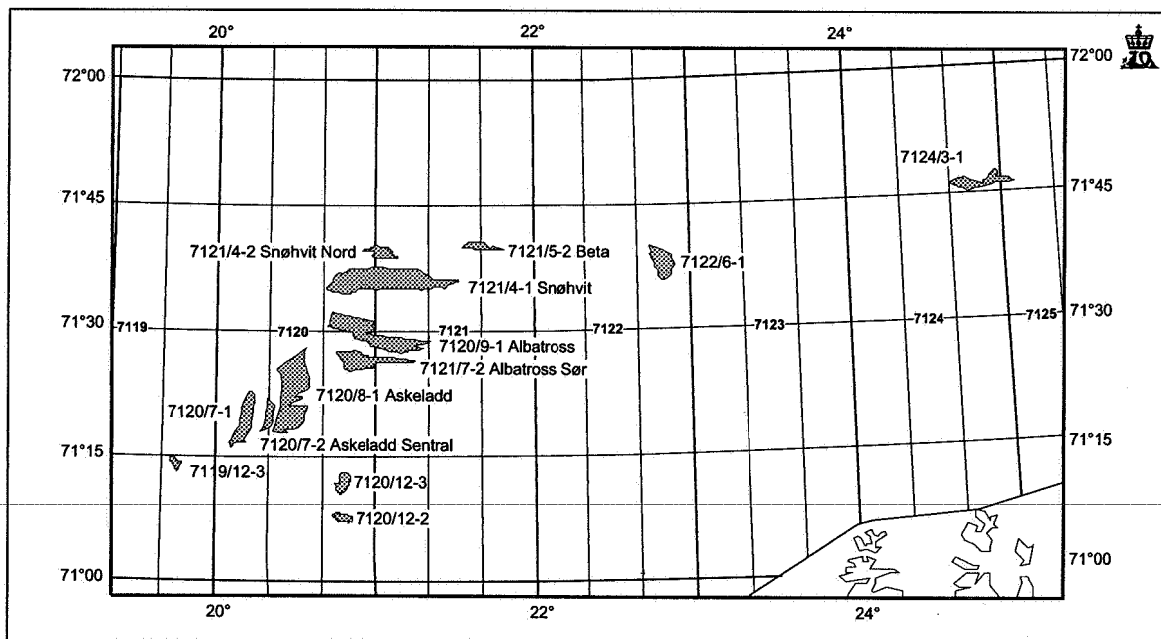 20° 24°
72°00 72°00
7124/3-1
71°45 71°45
7121/4-2 Snøhvit Nord 7121/5-2 Beta
7122/6-1
7121/4-1 Snøhvit
71°30 7119 7120 7121 7122 7123 7124 7125 71°30
7120/9-1 Albatross
7121/7-2 Albatross Sør
7120/8-1 Askeladd
7120/7-1
7120/7-2 Askeladd Sentral
71°15 71°15
7119/12-3
7120/12-3
7120/12-2
71°00 71°00
20° 22° 24°